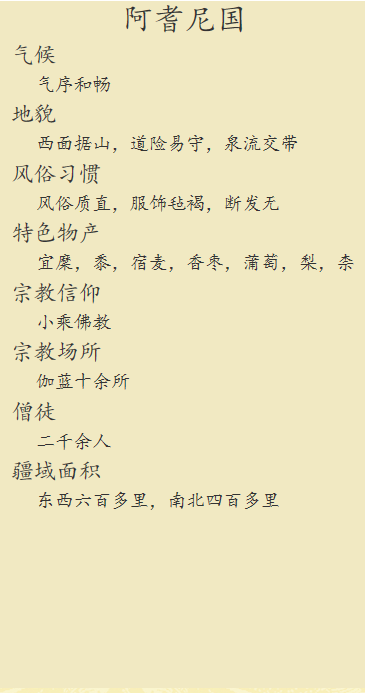 阿耆尼国
气候
气序和畅
地貌
西面据山，道险易守，泉流交带
风俗习惯
风俗质直，服饰毡褐，断发无
特色物产
宜糜，黍，宿麦，香枣，蒲萄，梨，柰
宗教信仰
小乘佛教
宗教场所
伽蓝十余所
僧徒
二千余人
疆域面积
东西六百多里，南北四百多里